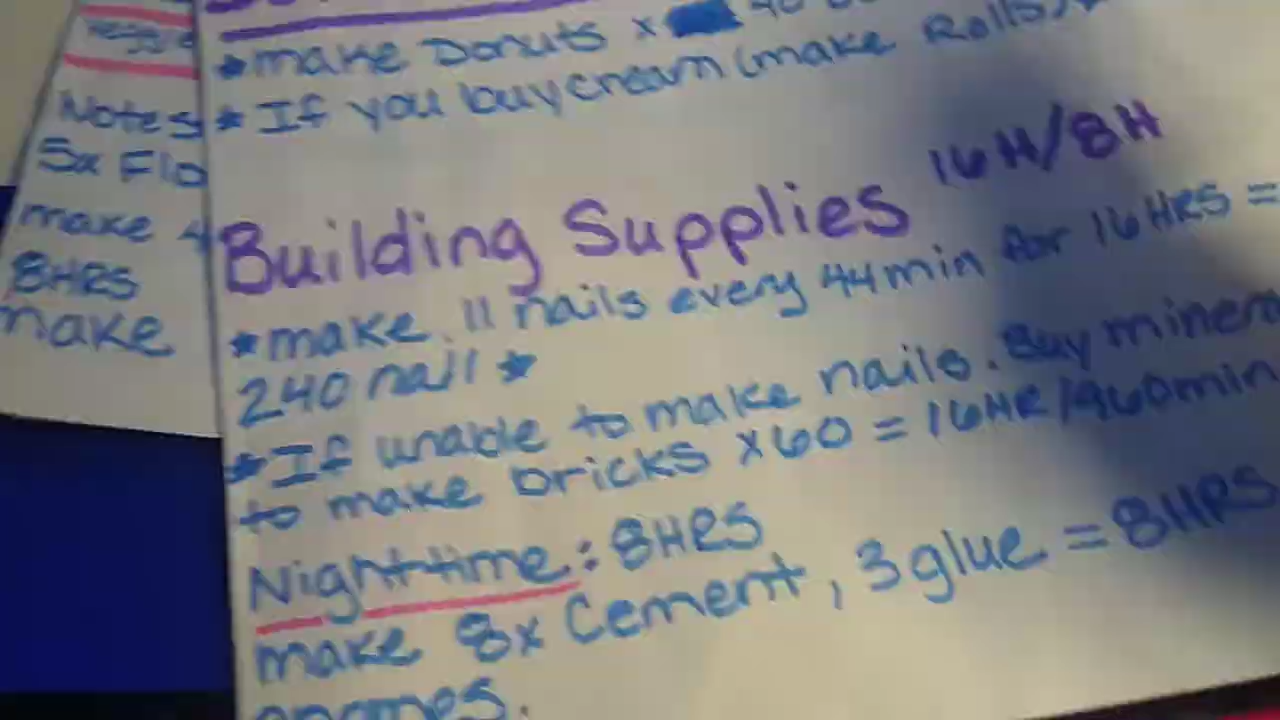 Notes
5x Flo
make 4
8HRS
make
*make Donuts x 40
*If you buy cream (make Rolls)
Building Supplies 16H/8H
*make 11 nails every 44min for 16HRS =
240 nail *
*If unable to make nails. Buy miner
to make bricks x60 = 16HR/960min
Nighttime: 8HRS
make 8x Cement, 3 glue = 8HRS